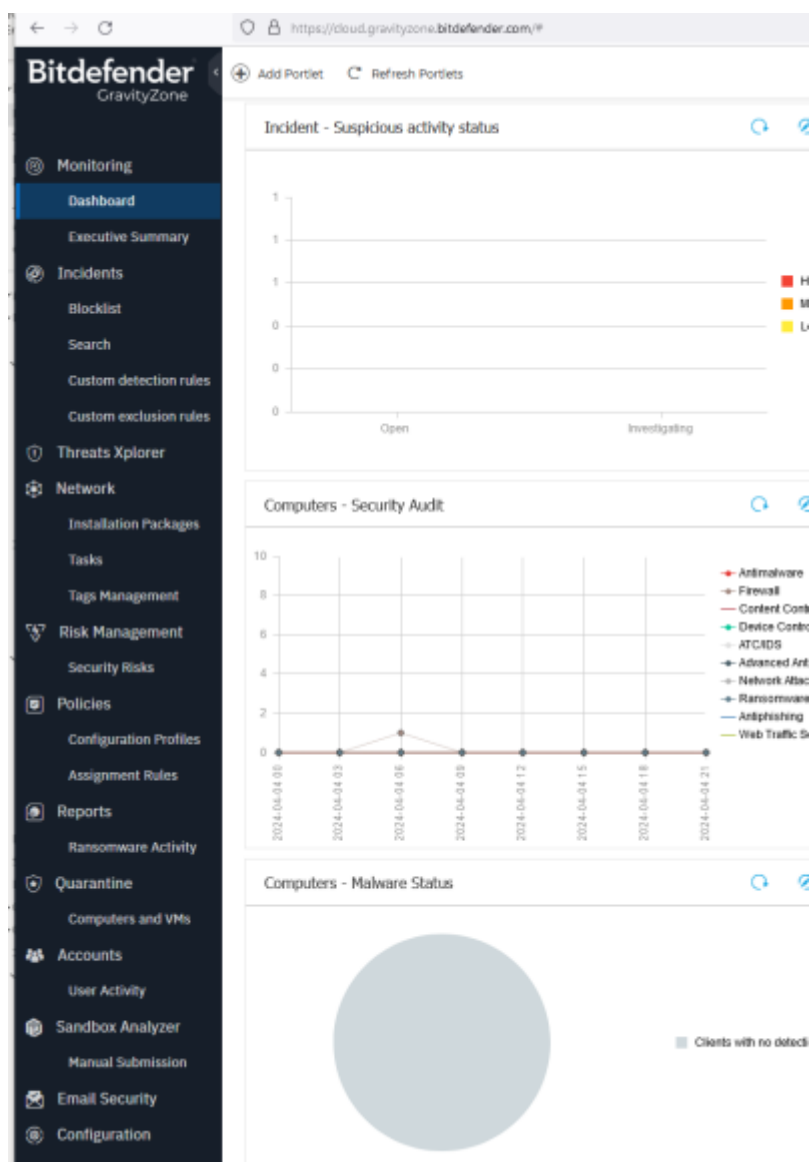 https://cloud.gravityzone.bitdefender.com/#
Bitdefender
GravityZone
Add Portlet
Refresh Portlets
Monitoring
Dashboard
Executive Summary
Incidents
Blocklist
Search
Custom detection rules
Custom exclusion rules
Threats Xplorer
Network
Installation Packages
Tasks
Tags Management
Risk Management
Security Risks
Policies
Configuration Profiles
Assignment Rules
Reports
Ransomware Activity
Quarantine
Computers and VMs
Accounts
User Activity
Sandbox Analyzer
Manual Submission
Email Security
Configuration
Incident - Suspicious activity status
1
1
1
0
0
0
Open
Investigating
H
M
L
Computers - Security Audit
10
8
6
4
2
0
2024-04-04 00
2024-04-04 03
2024-04-04 06
2024-04-04 09
2024-04-04 12
2024-04-04 15
2024-04-04 18
2024-04-04 21
Antimalware
Firewall
Content Cont
Device Contro
ATC/IDS
Advanced Ant
Network Attac
Ransomware
Antiphishing
Web Traffic S
Computers - Malware Status
Clients with no detecti